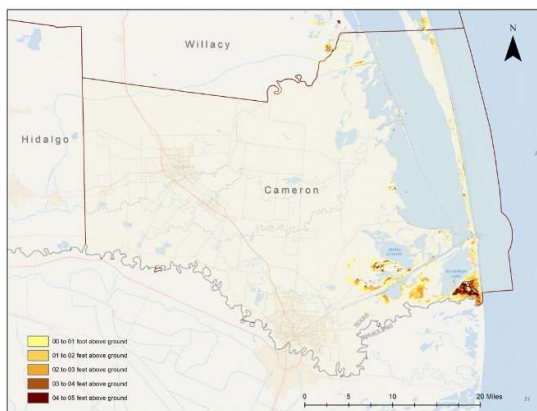 Willacy
N
Hidalgo
Cameron
TEXAS
00 to 01 foot above ground
01 to 02 feet above ground
02 to 03 feet above ground
03 to 04 feet above ground
04 to 05 feet above ground
0 5 10 20 Miles